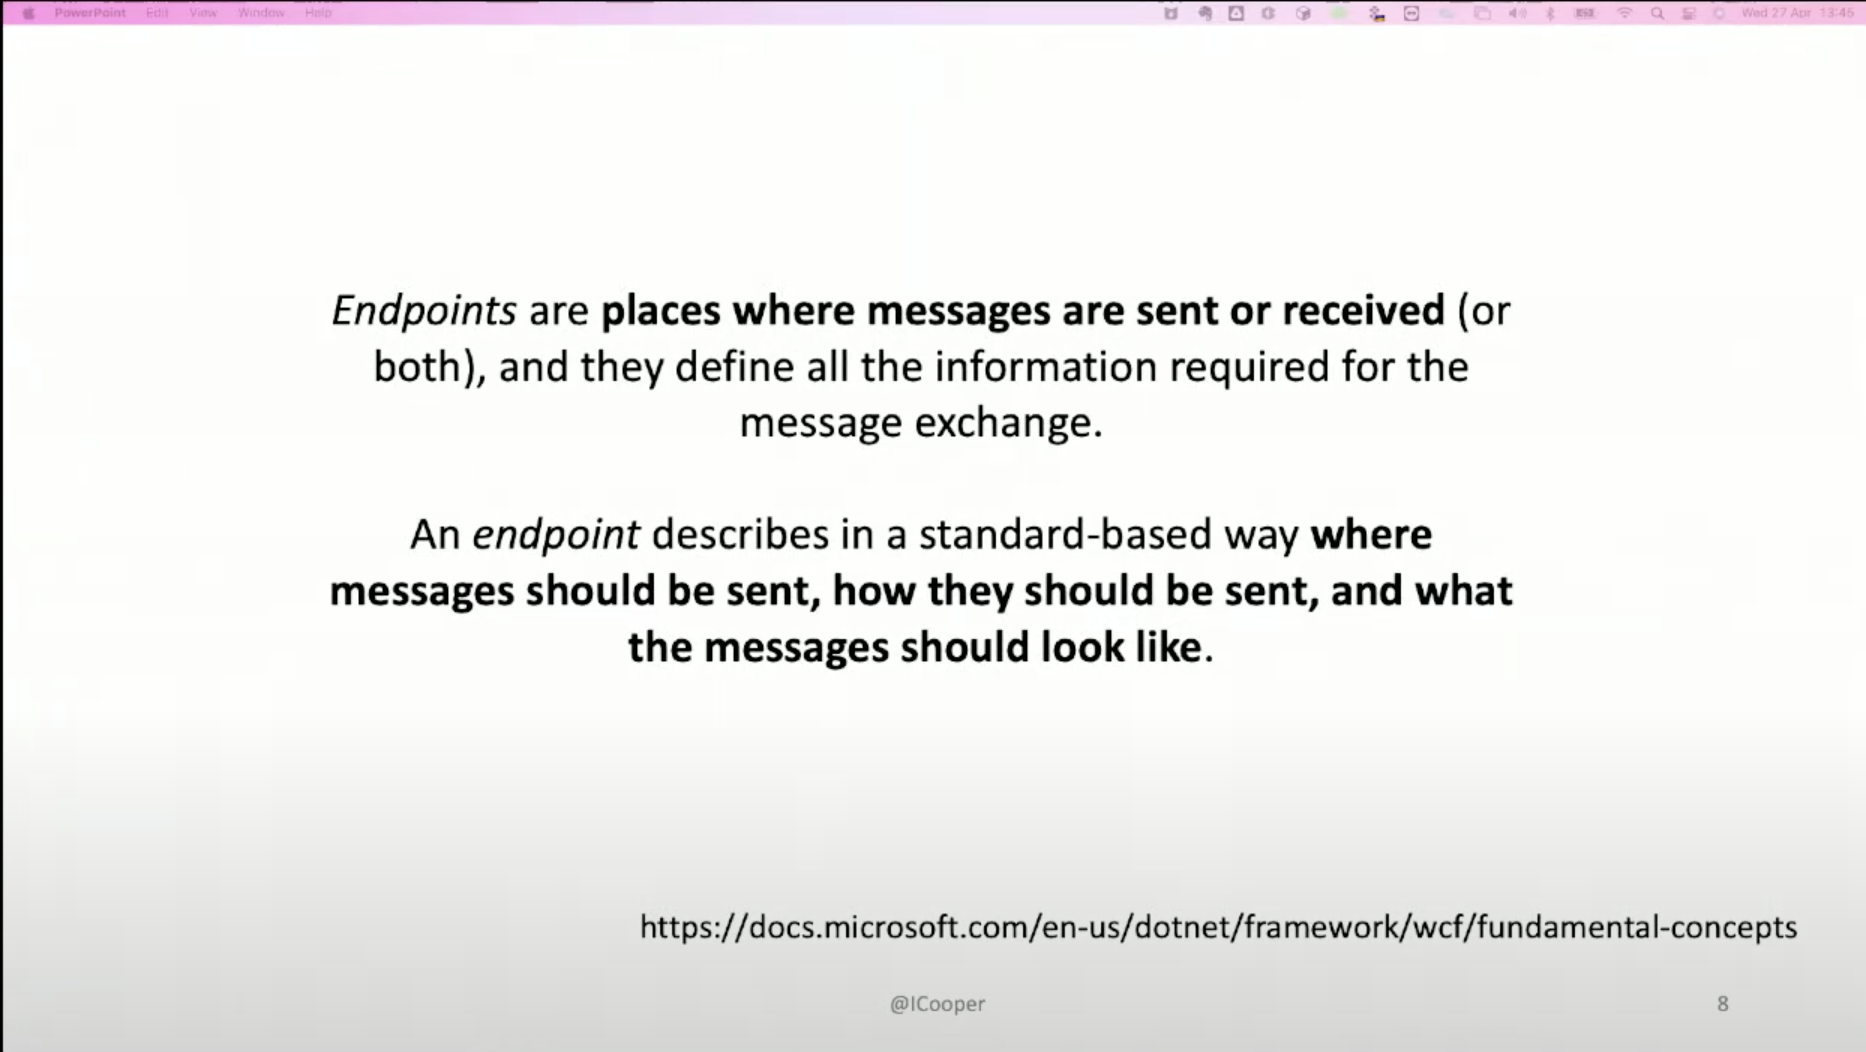 PowerPoint Edit View Window Help Wed 27 Apr 13:45
Endpoints are places where messages are sent or received (or
both), and they define all the information required for the
message exchange.
An endpoint describes in a standard-based way where
messages should be sent, how they should be sent, and what
the messages should look like.
https://docs.microsoft.com/en-us/dotnet/framework/wcf/fundamental-concepts
@ICooper
8